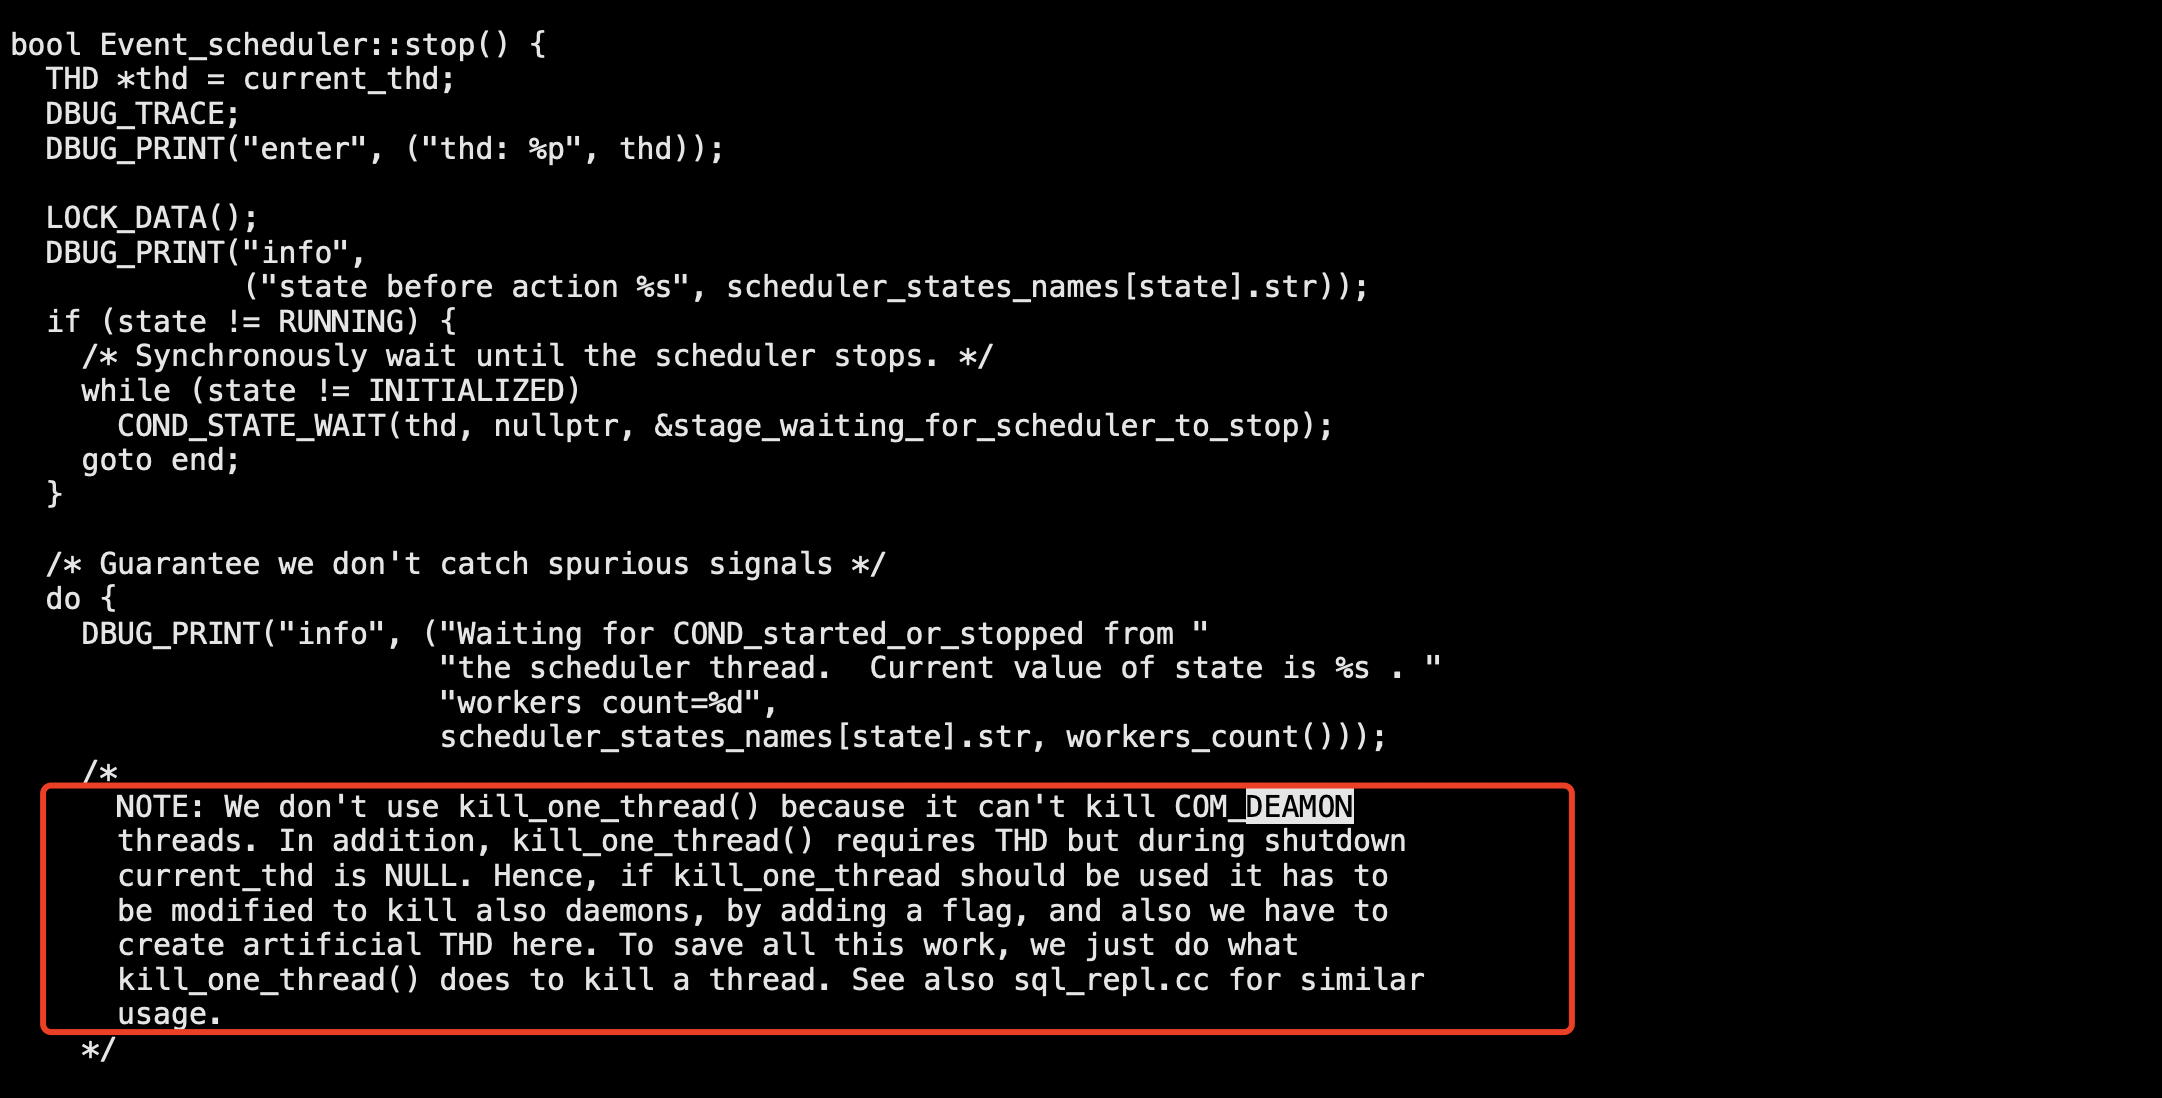 bool Event_scheduler::stop() {
  THD *thd = current_thd;
  DBUG_TRACE;
  DBUG_PRINT("enter", ("thd: %p", thd));

  LOCK_DATA();
  DBUG_PRINT("info",
             ("state before action %s", scheduler_states_names[state].str));
  if (state != RUNNING) {
    /* Synchronously wait until the scheduler stops. */
    while (state != INITIALIZED)
      COND_STATE_WAIT(thd, nullptr, &stage_waiting_for_scheduler_to_stop);
    goto end;
  }

  /* Guarantee we don't catch spurious signals */
  do {
    DBUG_PRINT("info", ("Waiting for COND_started_or_stopped from "
                        "the scheduler thread.  Current value of state is %s . "
                        "workers count=%d",
                        scheduler_states_names[state].str, workers_count()));
    /*
      NOTE: We don't use kill_one_thread() because it can't kill COM_DEAMON
      threads. In addition, kill_one_thread() requires THD but during shutdown
      current_thd is NULL. Hence, if kill_one_thread should be used it has to
      be modified to kill also daemons, by adding a flag, and also we have to
      create artificial THD here. To save all this work, we just do what
      kill_one_thread() does to kill a thread. See also sql_repl.cc for similar
      usage.
    */